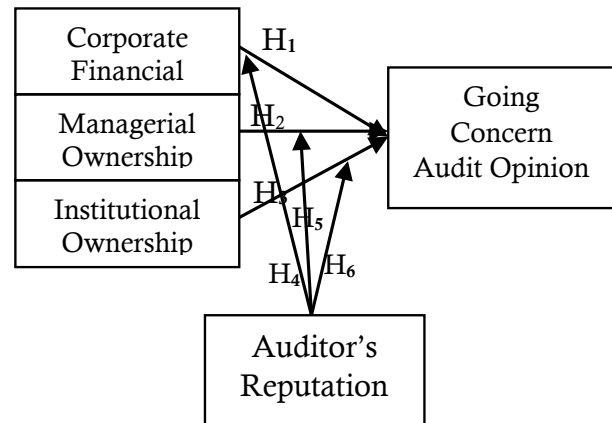 Corporate
Financial
Managerial
Ownership
Institutional
Ownership
H₁
H₂
H₃
H₄
H₅
H₆
Going
Concern
Audit Opinion
Auditor’s
Reputation